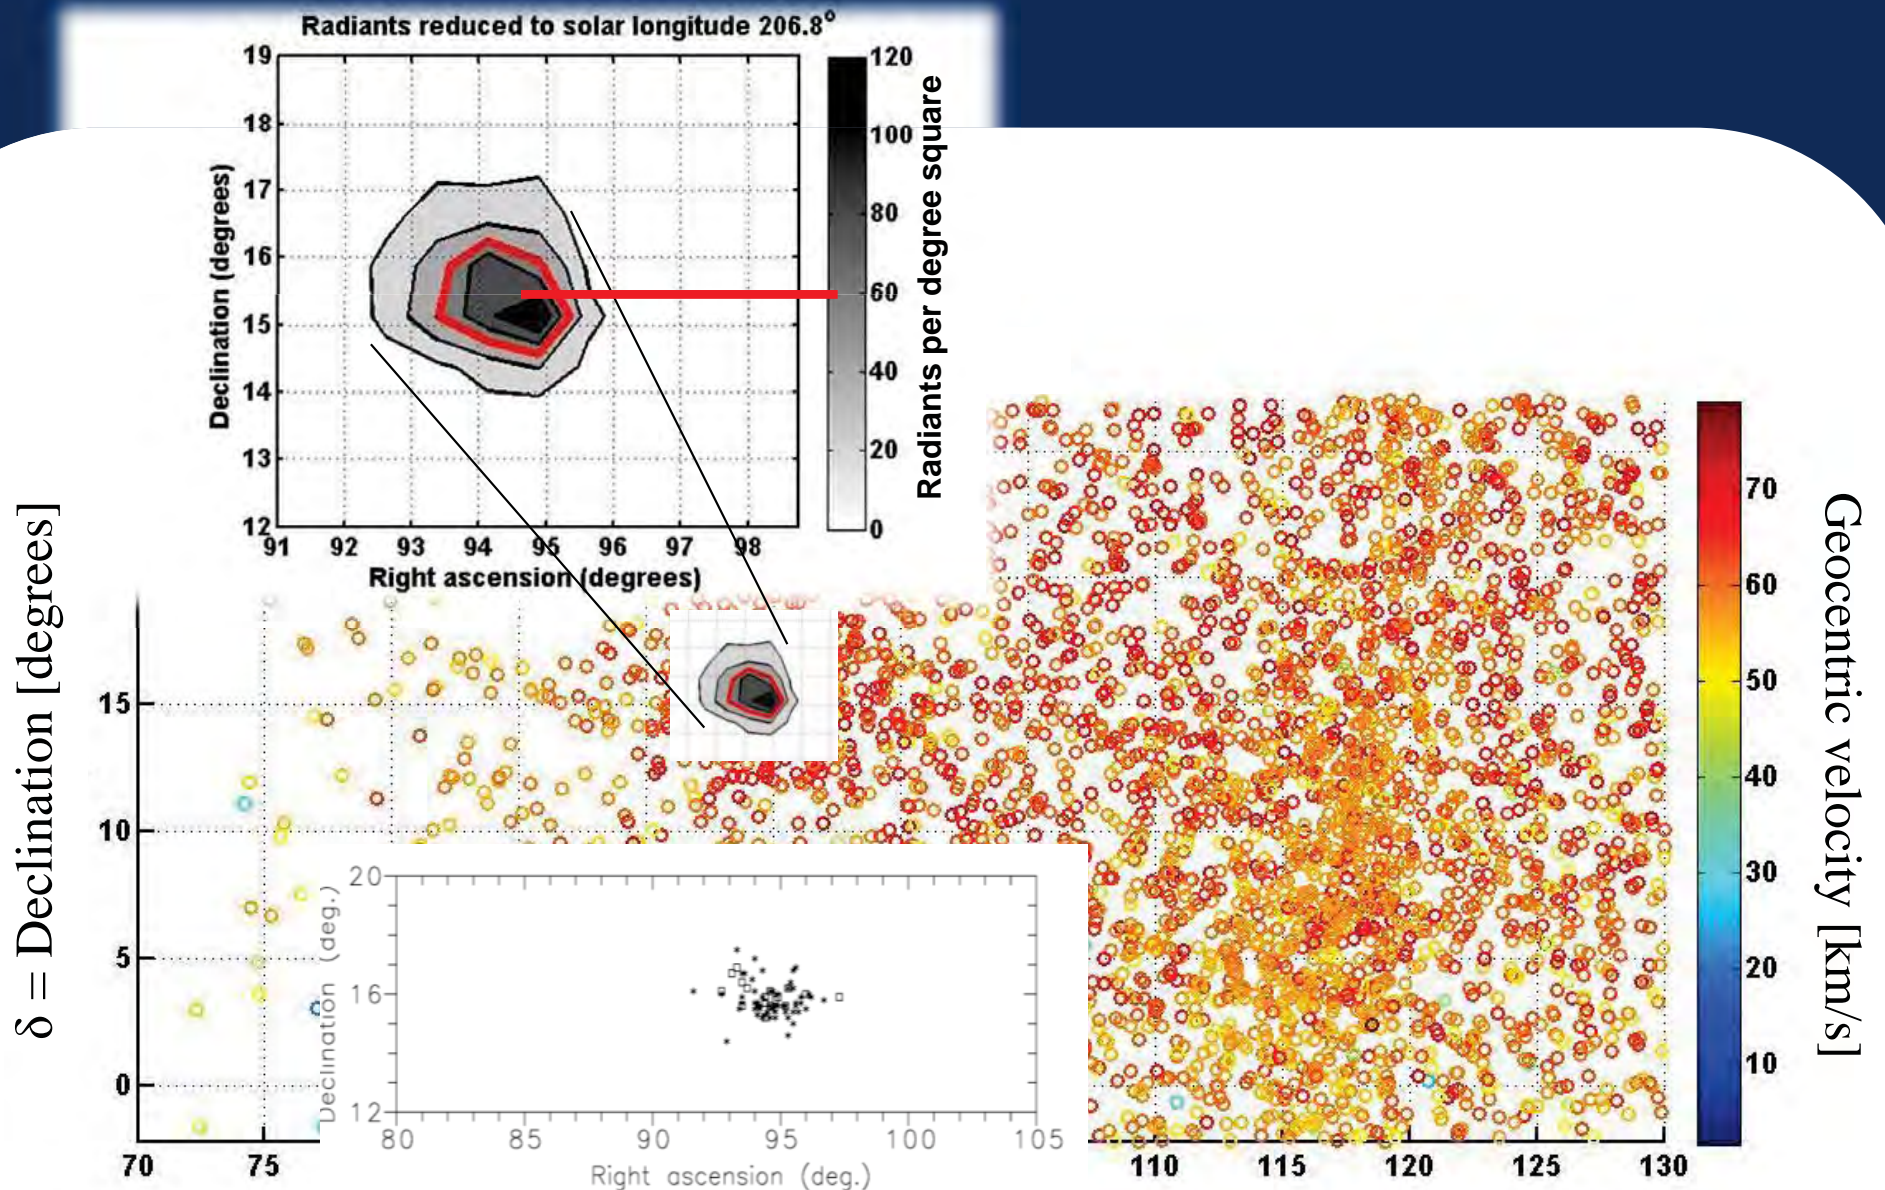 Radiants reduced to solar longitude 206.8°
19
18
17
16
15
14
13
12
Declination (degrees)
91 92 93 94 95 96 97 98
Right ascension (degrees)
120
100
80
60
40
20
0
Radiants per degree square
δ = Declination [degrees]
15
10
5
0
70 75 110 115 120 125 130
20
16
12
Declination (deg.)
80 85 90 95 100 105
Right ascension (deg.)
70
60
50
40
30
20
10
Geocentric velocity [km/s]